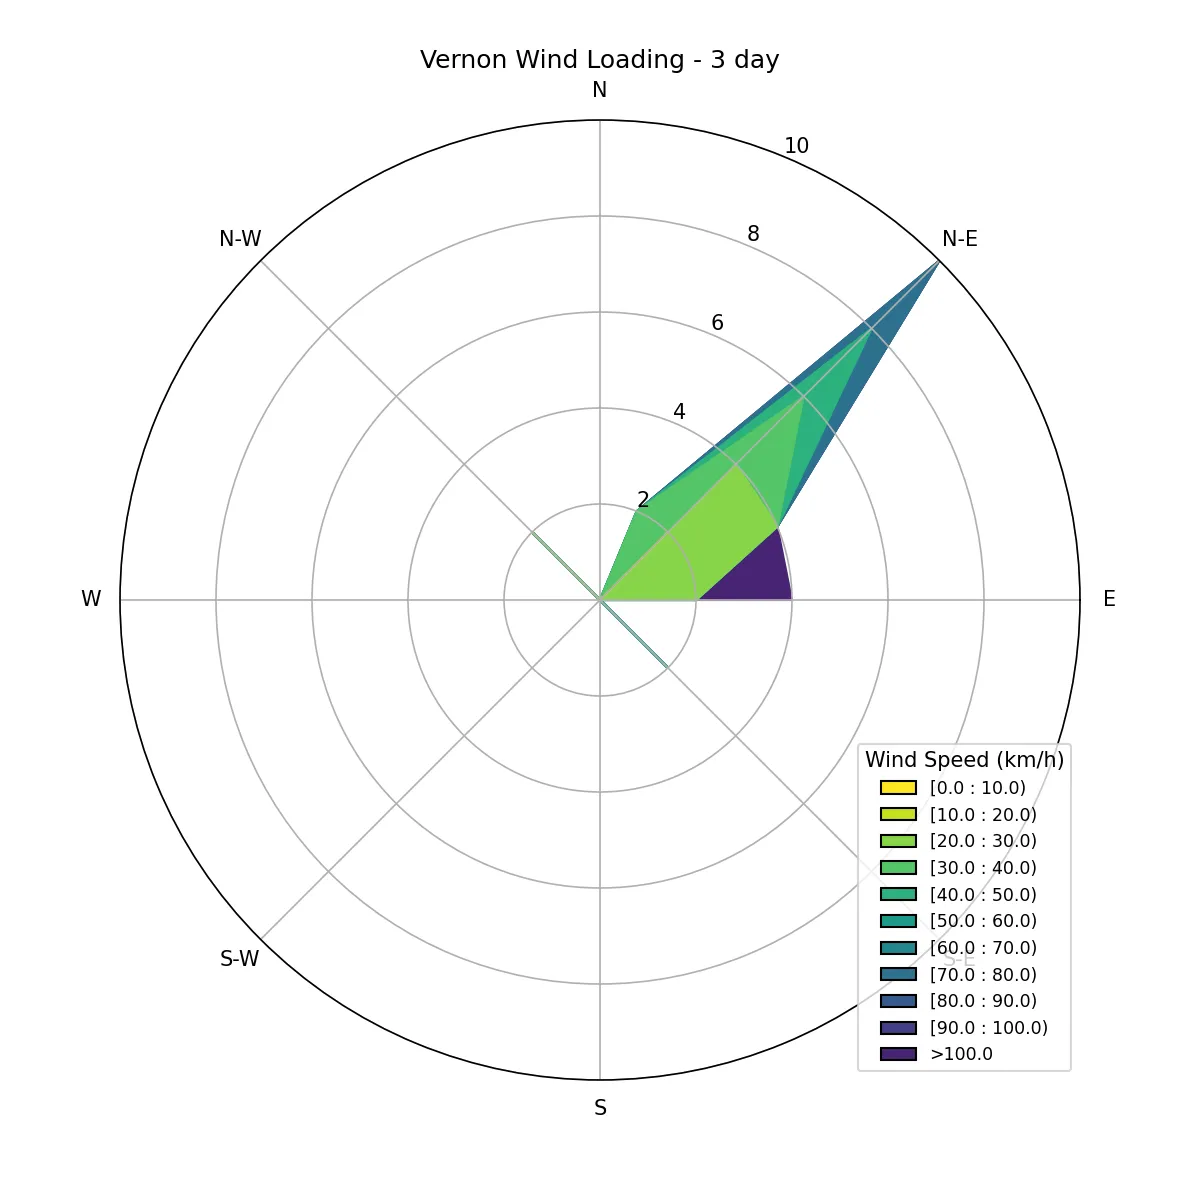 Vernon Wind Loading - 3 day
N
10
N-W
8
N-E
6
4
2
W
E
S-W
S-E
S
Wind Speed (km/h)
[0.0 : 10.0)
[10.0 : 20.0)
[20.0 : 30.0)
[30.0 : 40.0)
[40.0 : 50.0)
[50.0 : 60.0)
[60.0 : 70.0)
[70.0 : 80.0)
[80.0 : 90.0)
[90.0 : 100.0)
>100.0